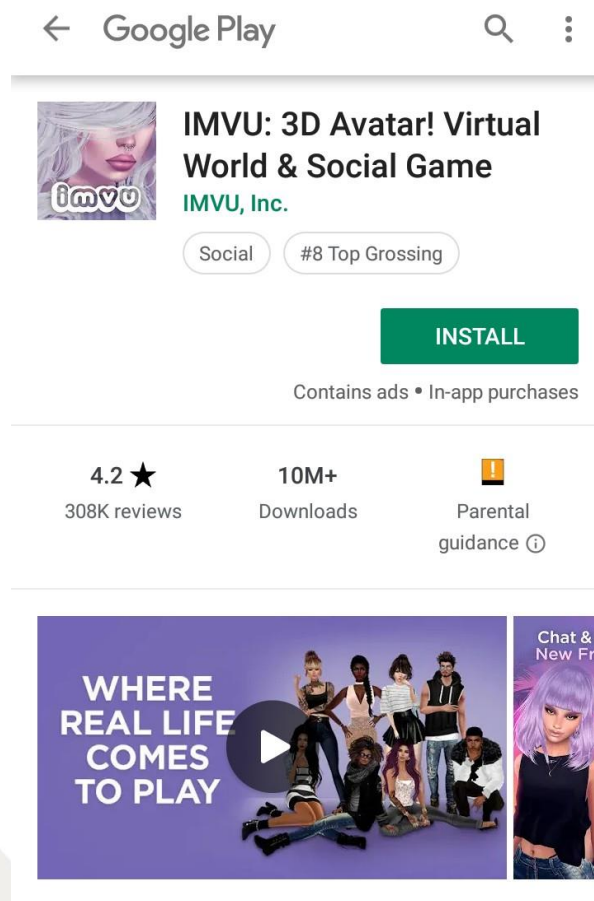 Google Play
IMVU: 3D Avatar! Virtual
World & Social Game
IMVU, Inc.
imvu
Social
#8 Top Grossing
INSTALL
Contains ads • In-app purchases
4.2 ★
308K reviews
10M+
Downloads
Parental
guidance
WHERE
REAL LIFE
COMES
TO PLAY
Chat &
New